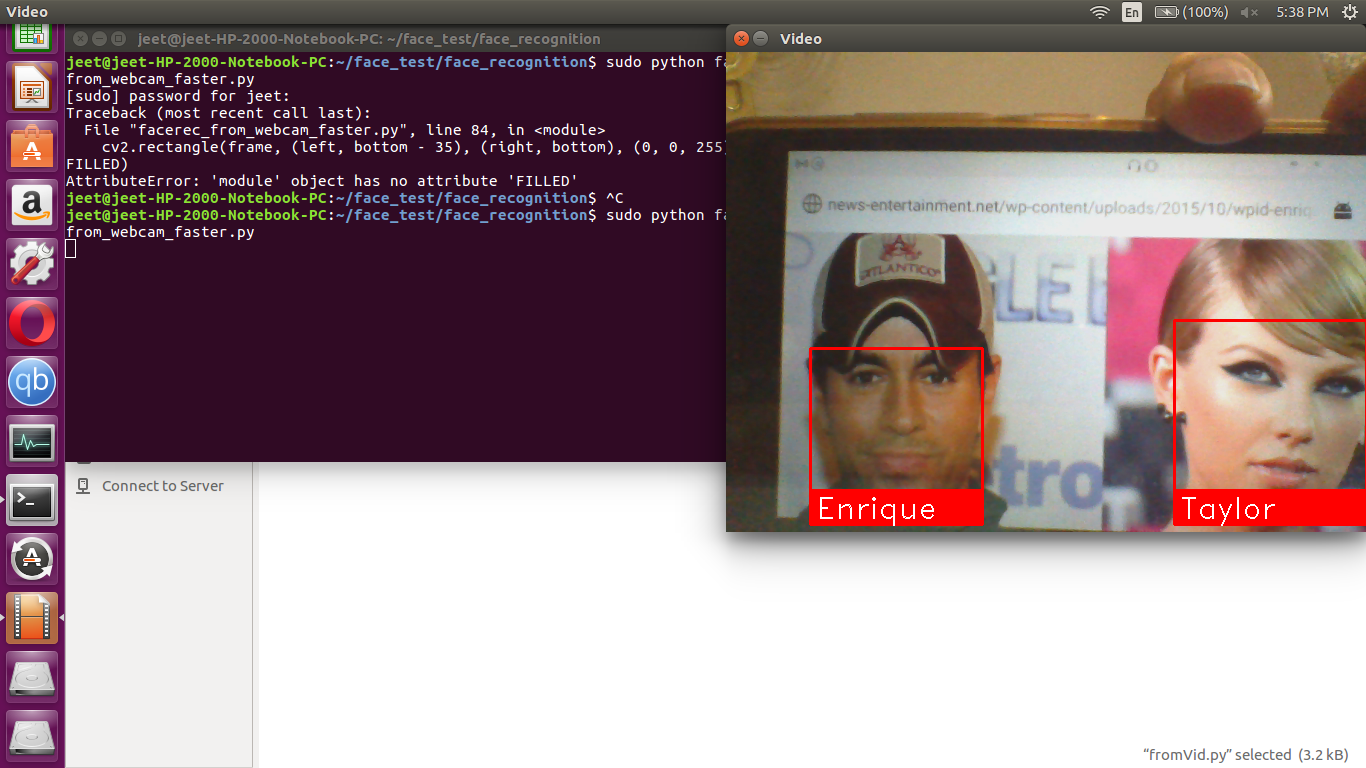 Video
En
(100%)
5:38 PM
jeet@jeet-HP-2000-Notebook-PC: ~/face_test/face_recognition
jeet@jeet-HP-2000-Notebook-PC:~/face_test/face_recognition$ sudo python fa
from_webcam_faster.py
[sudo] password for jeet:
Traceback (most recent call last):
File "facerec_from_webcam_faster.py", line 84, in <module>
cv2.rectangle(frame, (left, bottom - 35), (right, bottom), (0, 0, 255)
FILLED)
AttributeError: 'module' object has no attribute 'FILLED'
jeet@jeet-HP-2000-Notebook-PC:~/face_test/face_recognition$ ^C
jeet@jeet-HP-2000-Notebook-PC:~/face_test/face_recognition$ sudo python fa
from_webcam_faster.py
Connect to Server
Video
news-entertainment.net/wp-content/uploads/2015/10/wpid-enriq
A
ATLANTICO
GLE
etro
Enrique
Taylor
a
qb
“fromVid.py” selected (3.2 kB)